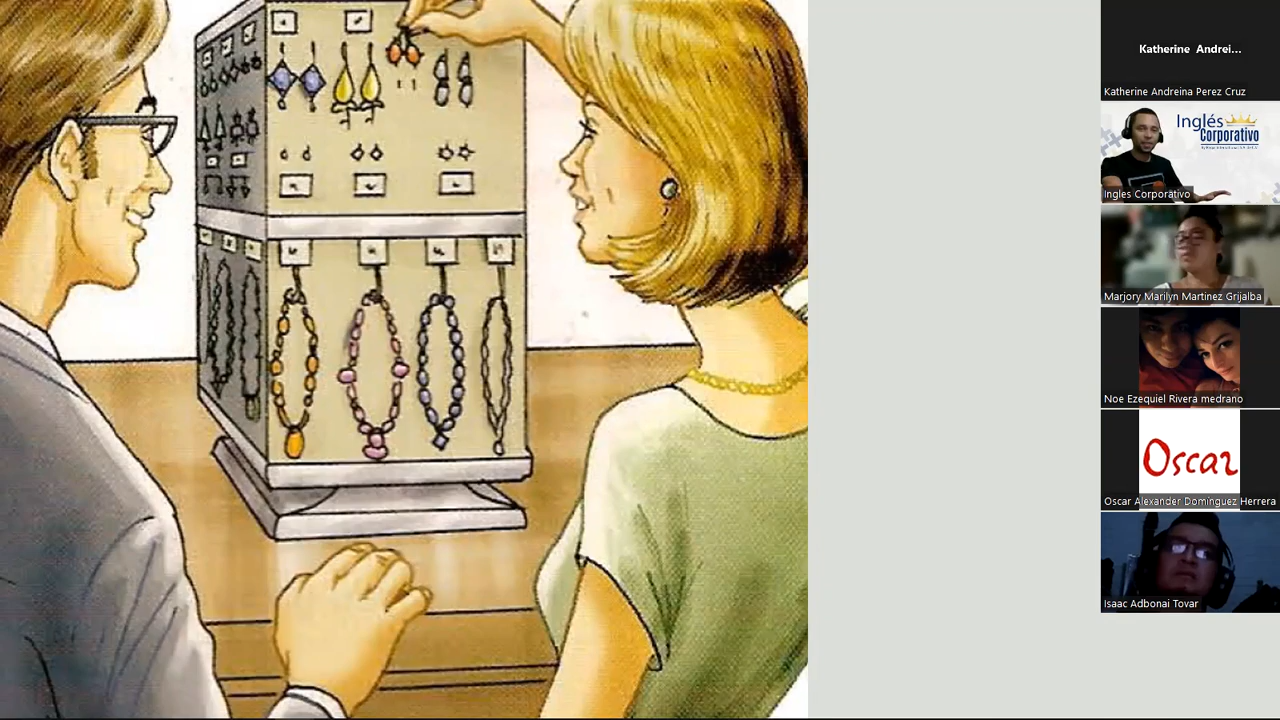 Katherine Andrei...
Katherine Andreina Perez Cruz
Inglés
Corporativo
Ingles Corporativo
Marjory Marilyn Martinez Grijalba
Noe Ezequiel Rivera medrano
Oscar
Oscar Alexander Dominguez Herrera
Isaac Adbonai Tovar